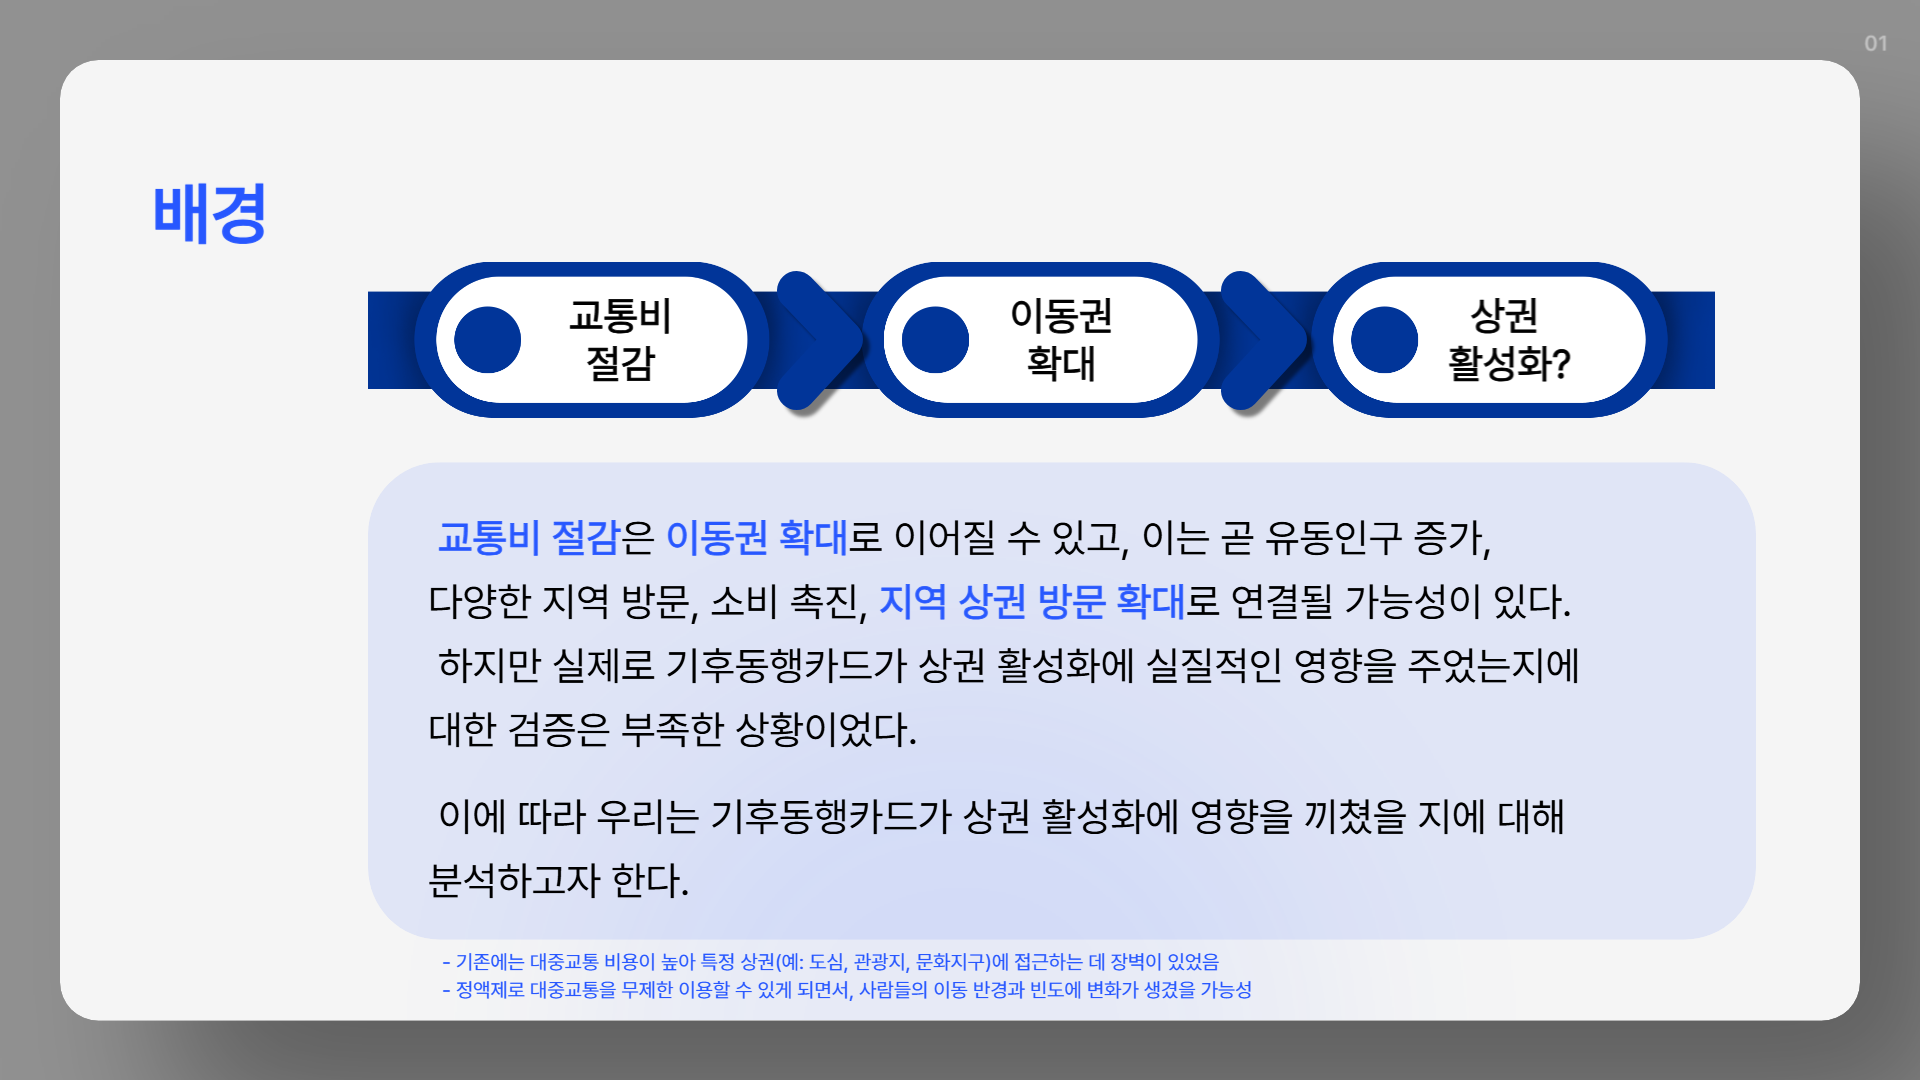 01
배경
교통비
절감
이동권
확대
상권
활성화?
교통비 절감은 이동권 확대로 이어질 수 있고, 이는 곧 유동인구 증가,
다양한 지역 방문, 소비 촉진, 지역 상권 방문 확대로 연결될 가능성이 있다.
하지만 실제로 기후동행카드가 상권 활성화에 실질적인 영향을 주었는지에
대한 검증은 부족한 상황이었다.
이에 따라 우리는 기후동행카드가 상권 활성화에 영향을 끼쳤을 지에 대해
분석하고자 한다.
- 기존에는 대중교통 비용이 높아 특정 상권(예: 도심, 관광지, 문화지구)에 접근하는 데 장벽이 있었음
- 정액제로 대중교통을 무제한 이용할 수 있게 되면서, 사람들의 이동 반경과 빈도에 변화가 생겼을 가능성